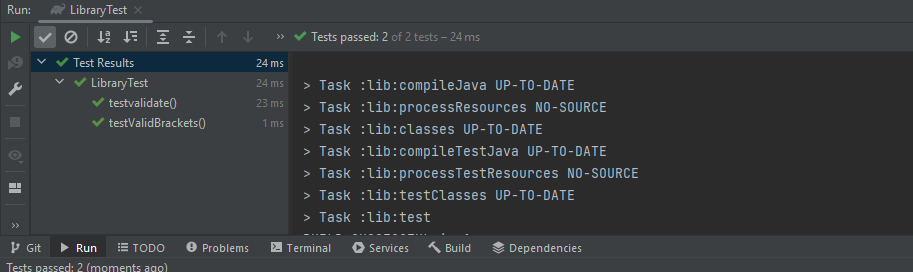 Run: LibraryTest
Tests passed: 2 of 2 tests – 24 ms
Test Results 24 ms
LibraryTest 24 ms
testvalidate() 23 ms
testValidBrackets() 1 ms
> Task :lib:compileJava UP-TO-DATE
> Task :lib:processResources NO-SOURCE
> Task :lib:classes UP-TO-DATE
> Task :lib:compileTestJava UP-TO-DATE
> Task :lib:processTestResources NO-SOURCE
> Task :lib:testClasses UP-TO-DATE
> Task :lib:test
Git Run TODO Problems Terminal Services Build Dependencies
Tests passed: 2 (moments ago)